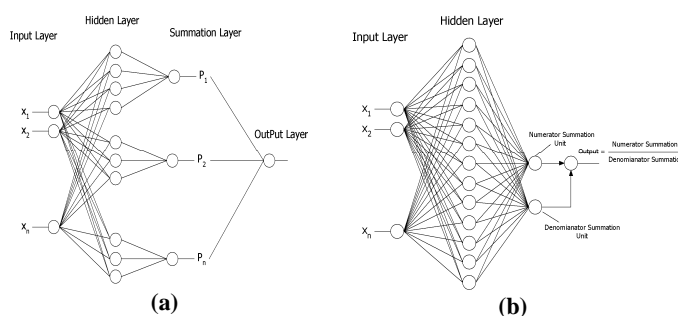 Hidden Layer
Input Layer
Summation Layer
X1
X2
Xn
P1
P2
Pn
OutPut Layer
(a)
Hidden Layer
Input Layer
X1
X2
Xn
Numerator Summation
Unit
Output = Numerator Summation
Denomianator Summatio
Denomianator Summation
Unit
(b)